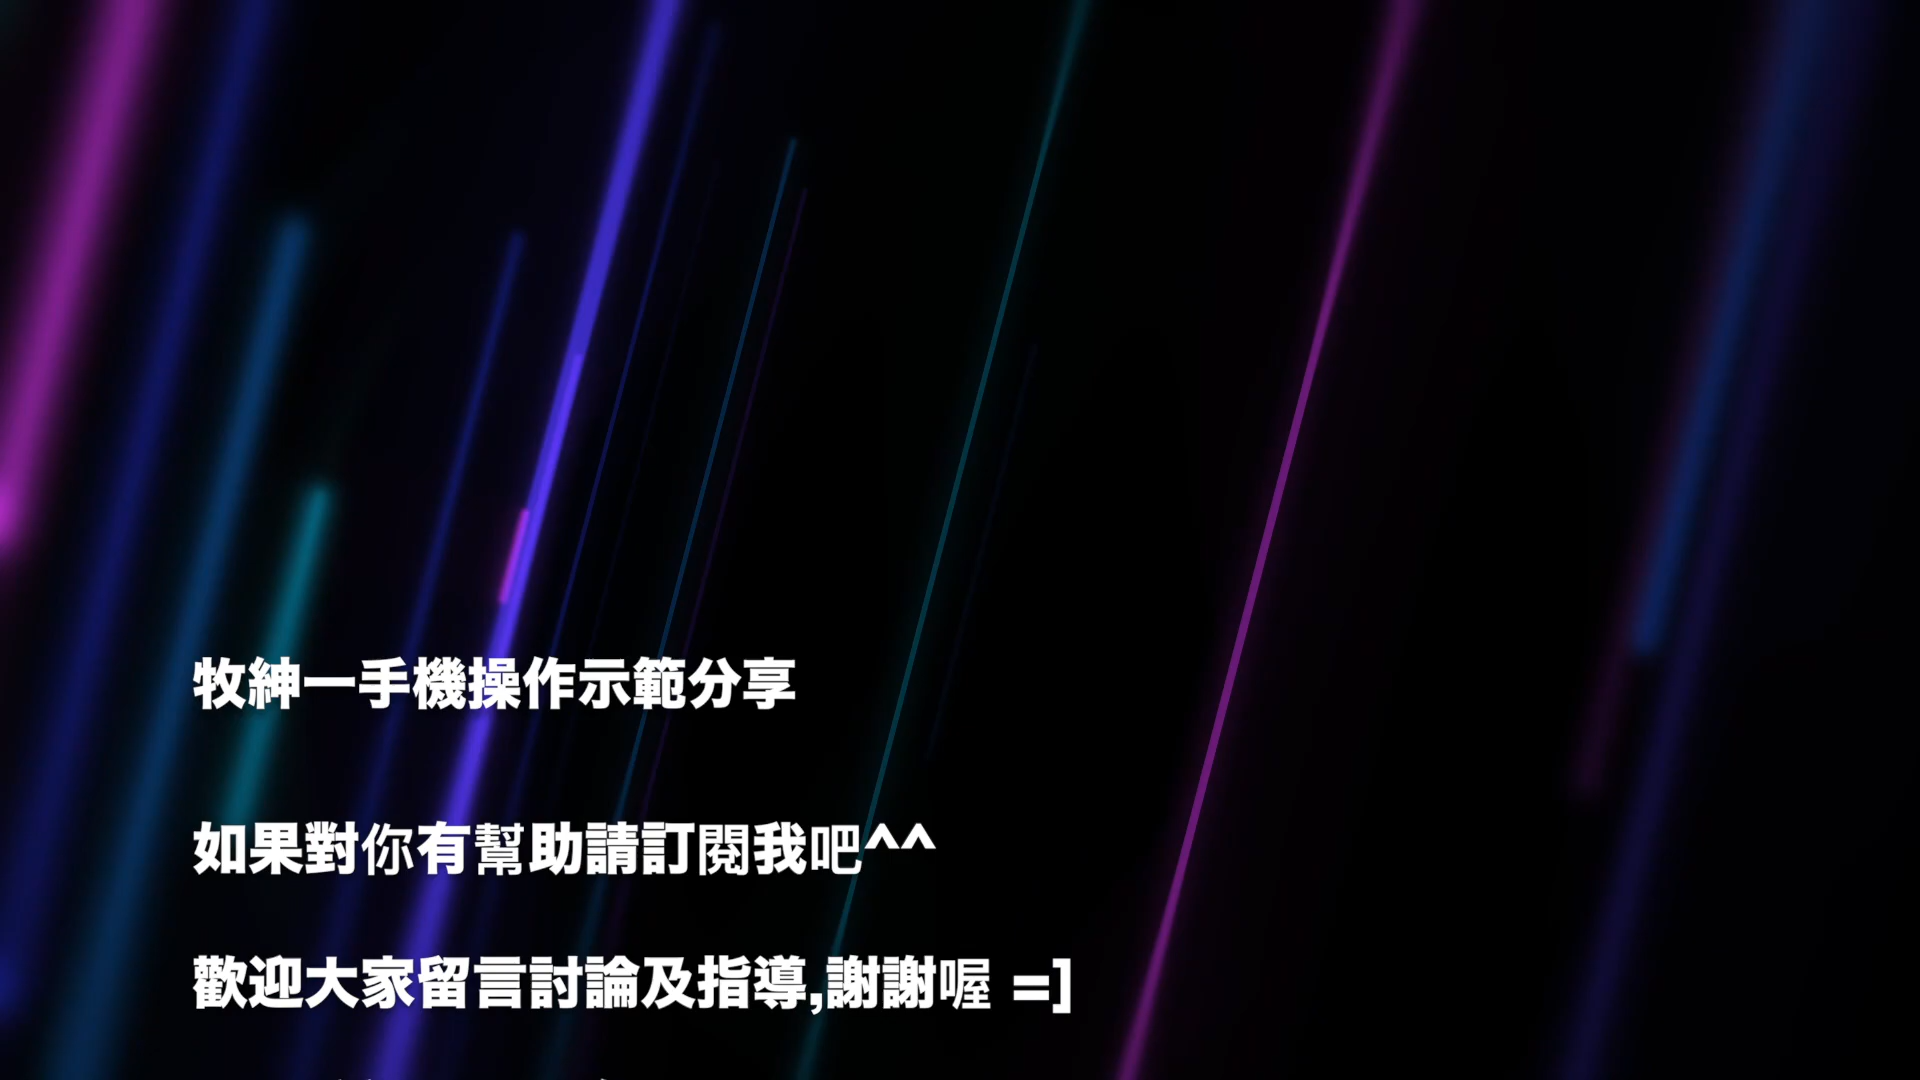 牧紳一手機操作示範分享
如果對你有幫助請訂閱我吧^^
歡迎大家留言討論及指導,謝謝喔 =]